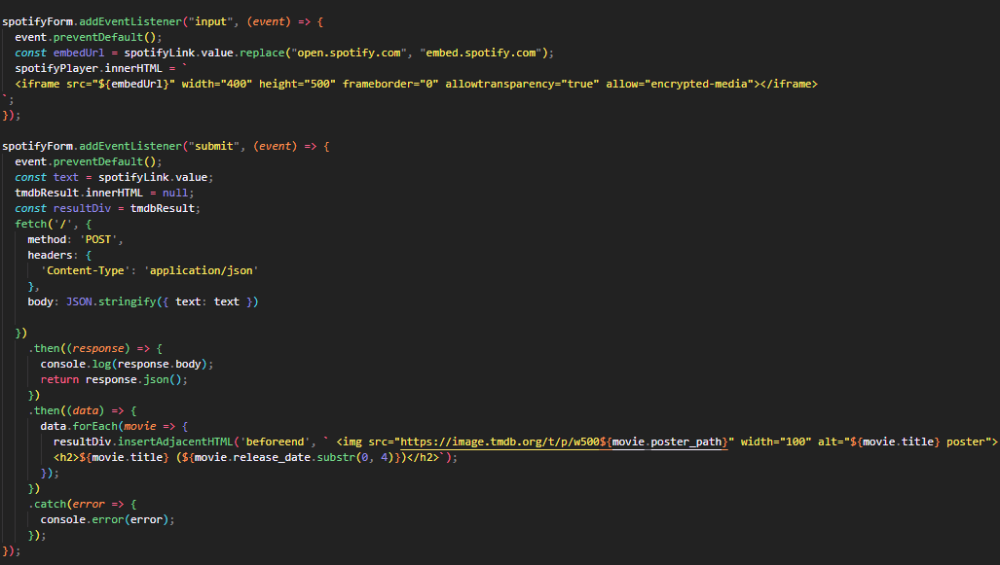 spotifyForm.addEventListener("input", (event) => {
  event.preventDefault();
  const embedUrl = spotifyLink.value.replace("open.spotify.com", "embed.spotify.com");
  spotifyPlayer.innerHTML = `
  <iframe src="${embedUrl}" width="400" height="500" frameborder="0" allowtransparency="true" allow="encrypted-media"></iframe>
`;
});

spotifyForm.addEventListener("submit", (event) => {
  event.preventDefault();
  const text = spotifyLink.value;
  tmdbResult.innerHTML = null;
  const resultDiv = tmdbResult;
  fetch('/', {
    method: 'POST',
    headers: {
      'Content-Type': 'application/json'
    },
    body: JSON.stringify({ text: text })

  })
    .then((response) => {
      console.log(response.body);
      return response.json();
    })
    .then((data) => {
      data.forEach(movie => {
        resultDiv.insertAdjacentHTML('beforeend', ` <img src="https://image.tmdb.org/t/p/w500${movie.poster_path}" width="100" alt="${movie.title} poster">
        <h2>${movie.title} (${movie.release_date.substr(0, 4)})</h2>`);
      });
    })
    .catch(error => {
      console.error(error);
    });
});